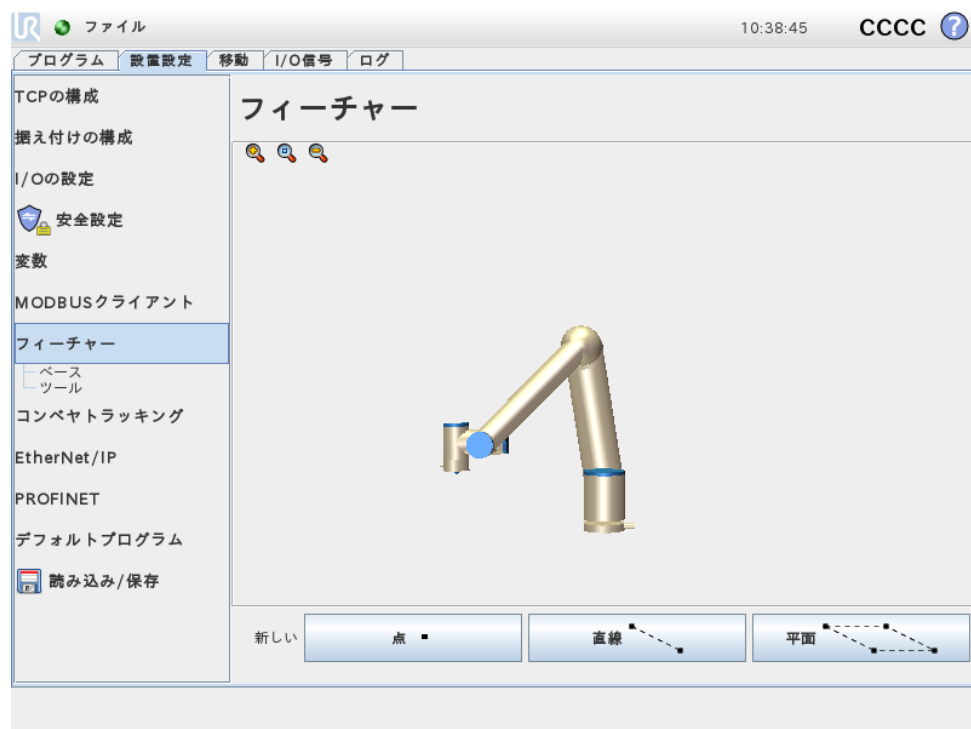 UR ファイル 10:38:45 CCCC ?
プログラム 設置設定 移動 I/O信号 ログ
TCPの構成
据え付けの構成
I/Oの設定
安全設定
変数
MODBUSクライアント
フィーチャー
ベース
ツール
コンベヤトラッキング
EtherNet/IP
PROFINET
デフォルトプログラム
読み込み/保存
フィーチャー
新しい 点 直線 平面